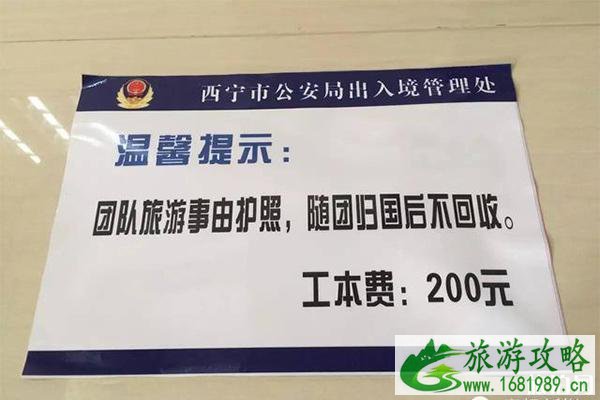 西宁市公安局出入境管理处
温馨提示:
团队旅游事由护照,随团归国后不回收。
工本费:200元
旅游攻略
www.1681989.cn